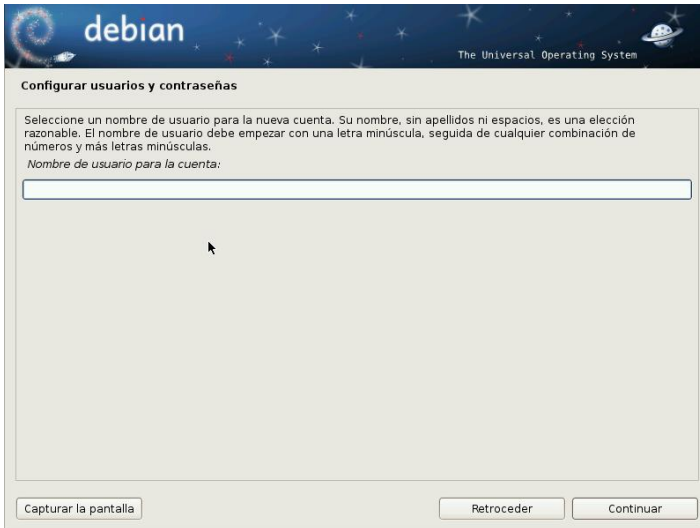 debian
The Universal Operating System
Configurar usuarios y contraseñas
Seleccione un nombre de usuario para la nueva cuenta. Su nombre, sin apellidos ni espacios, es una elección
razonable. El nombre de usuario debe empezar con una letra minúscula, seguida de cualquier combinación de
números y más letras minúsculas.
Nombre de usuario para la cuenta:
Capturar la pantalla
Retroceder
Continuar